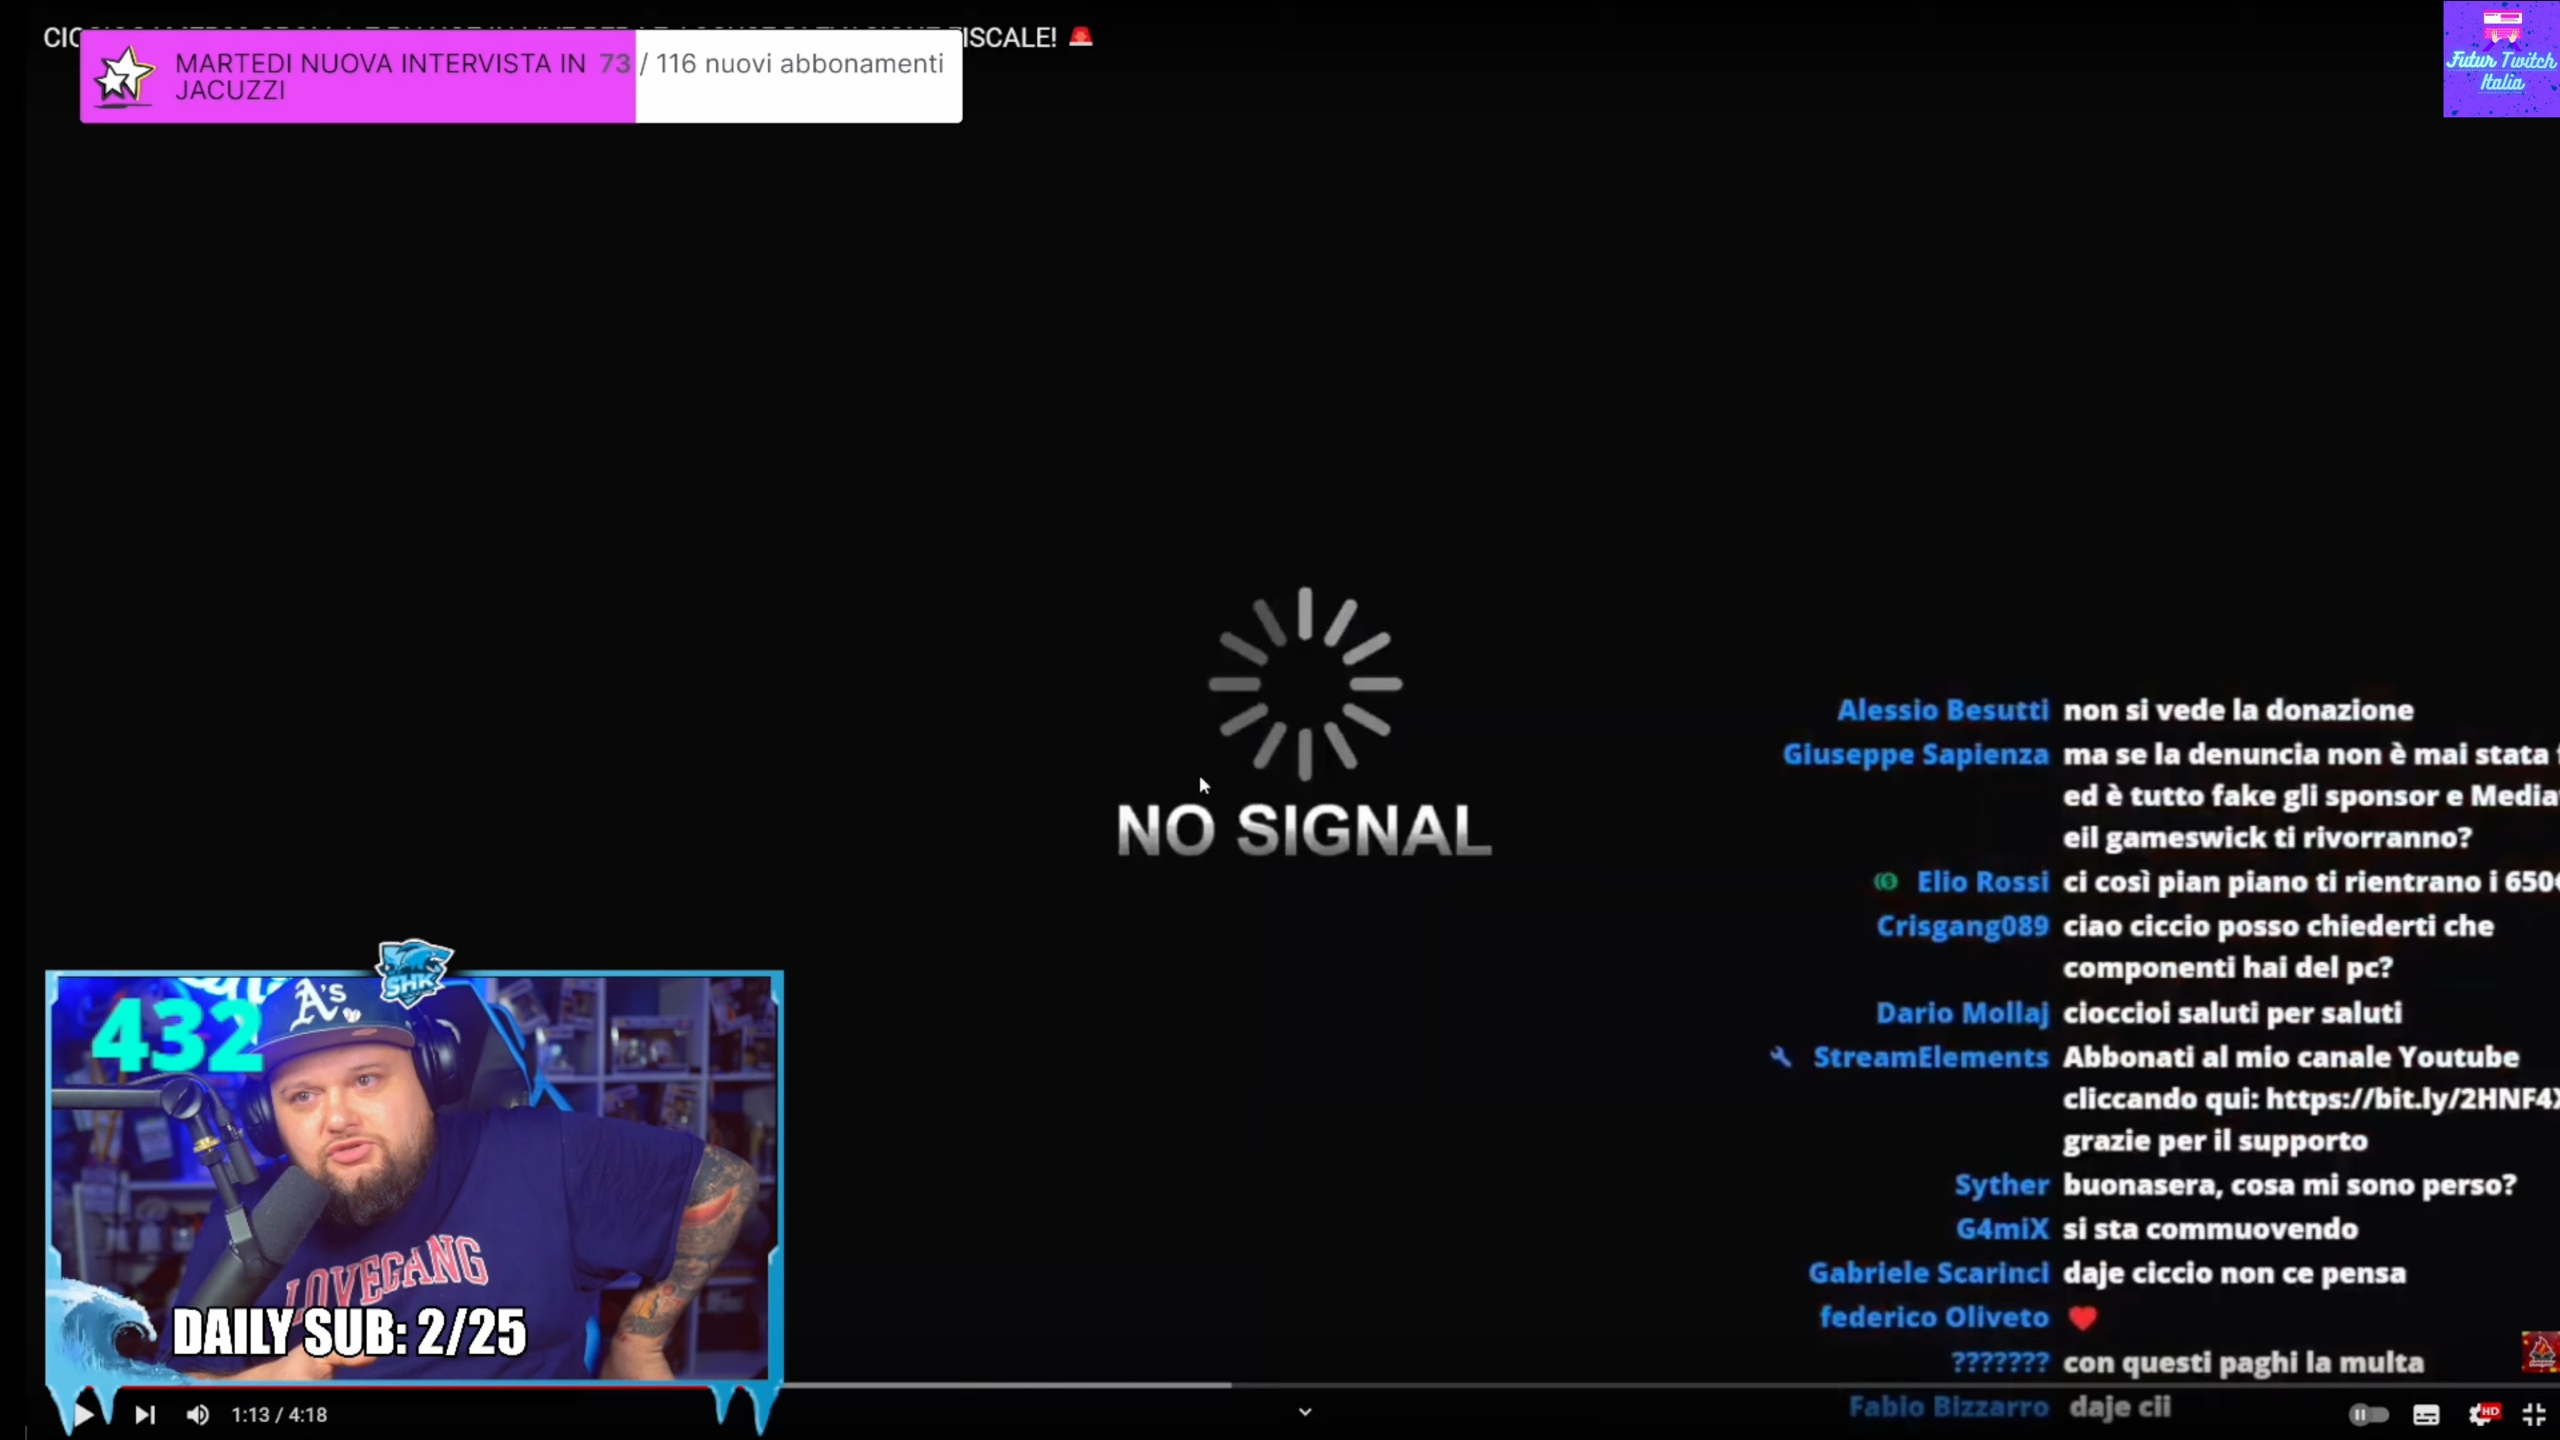 ISCALE!
MARTEDI NUOVA INTERVISTA IN 73 / 116 nuovi abbonamenti
JACUZZI
Futur Twitch
Italia
NO SIGNAL
Alessio Besutti non si vede la donazione
Giuseppe Sapienza ma se la denuncia non è mai stata
ed è tutto fake gli sponsor e Media
eil gameswick ti rivorranno?
Elio Rossi ci così pian piano ti rientrano i 650
Crisgang089 ciao ciccio posso chiederti che
componenti hai del pc?
Dario Mollaj cioccioi saluti per saluti
StreamElements Abbonati al mio canale Youtube
cliccando qui: https://bit.ly/2HNF4
grazie per il supporto
Syther buonasera, cosa mi sono perso?
G4miX si sta commuovendo
Gabriele Scarinci daje ciccio non ce pensa
federico Oliveto ❤
??????? con questi paghi la multa
Fabio Bizzarro daje cii
SHK
432
A's
LOVEGANG
DAILY SUB: 2/25
1:13 / 4:18
HD